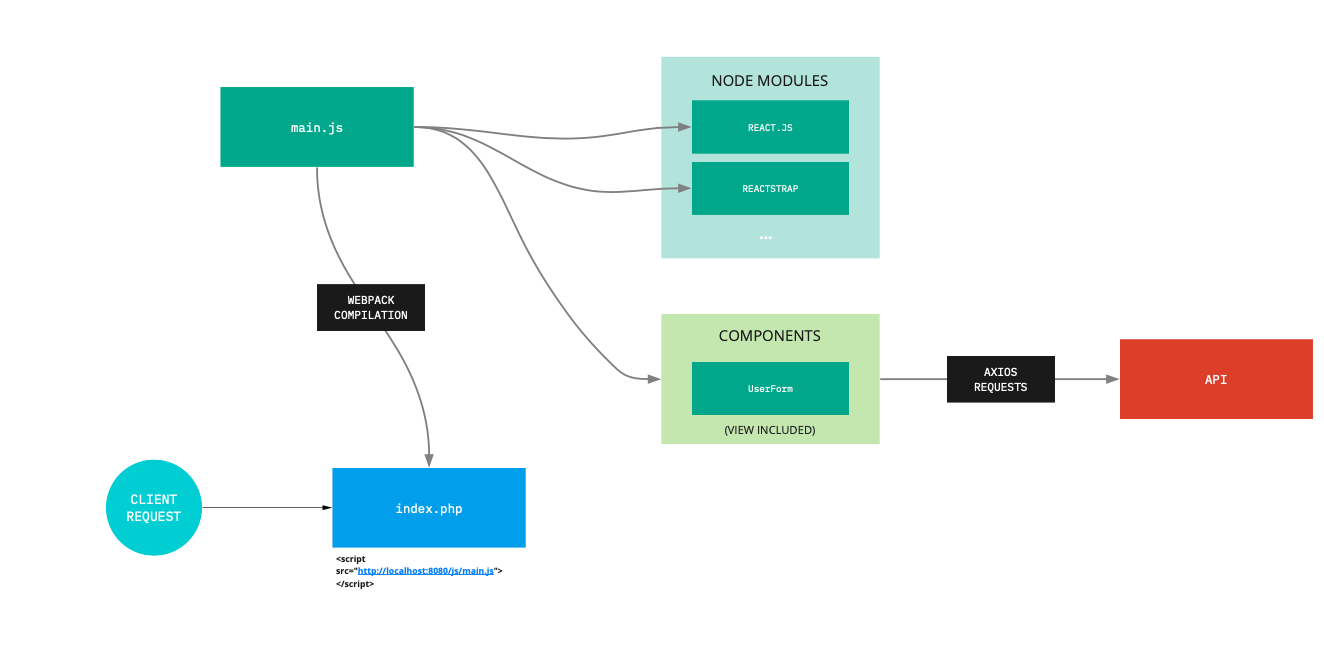 NODE MODULES
main.js
REACT.JS
REACTSTRAP
...
WEBPACK
COMPILATION
COMPONENTS
UserForm
(VIEW INCLUDED)
AXIOS
REQUESTS
API
CLIENT
REQUEST
index.php
<script
src="http://localhost:8080/js/main.js">
</script>